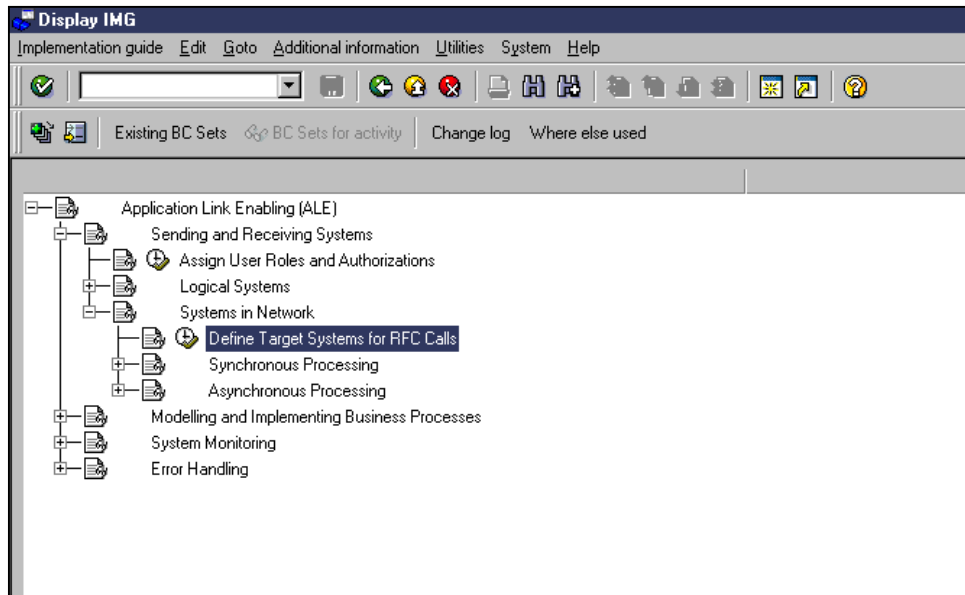 Display IMG
Implementation guide Edit Goto Additional information Utilities System Help
Existing BC Sets BC Sets for activity Change log Where else used
Application Link Enabling (ALE)
Sending and Receiving Systems
Assign User Roles and Authorizations
Logical Systems
Systems in Network
Define Target Systems for RFC Calls
Synchronous Processing
Asynchronous Processing
Modelling and Implementing Business Processes
System Monitoring
Error Handling